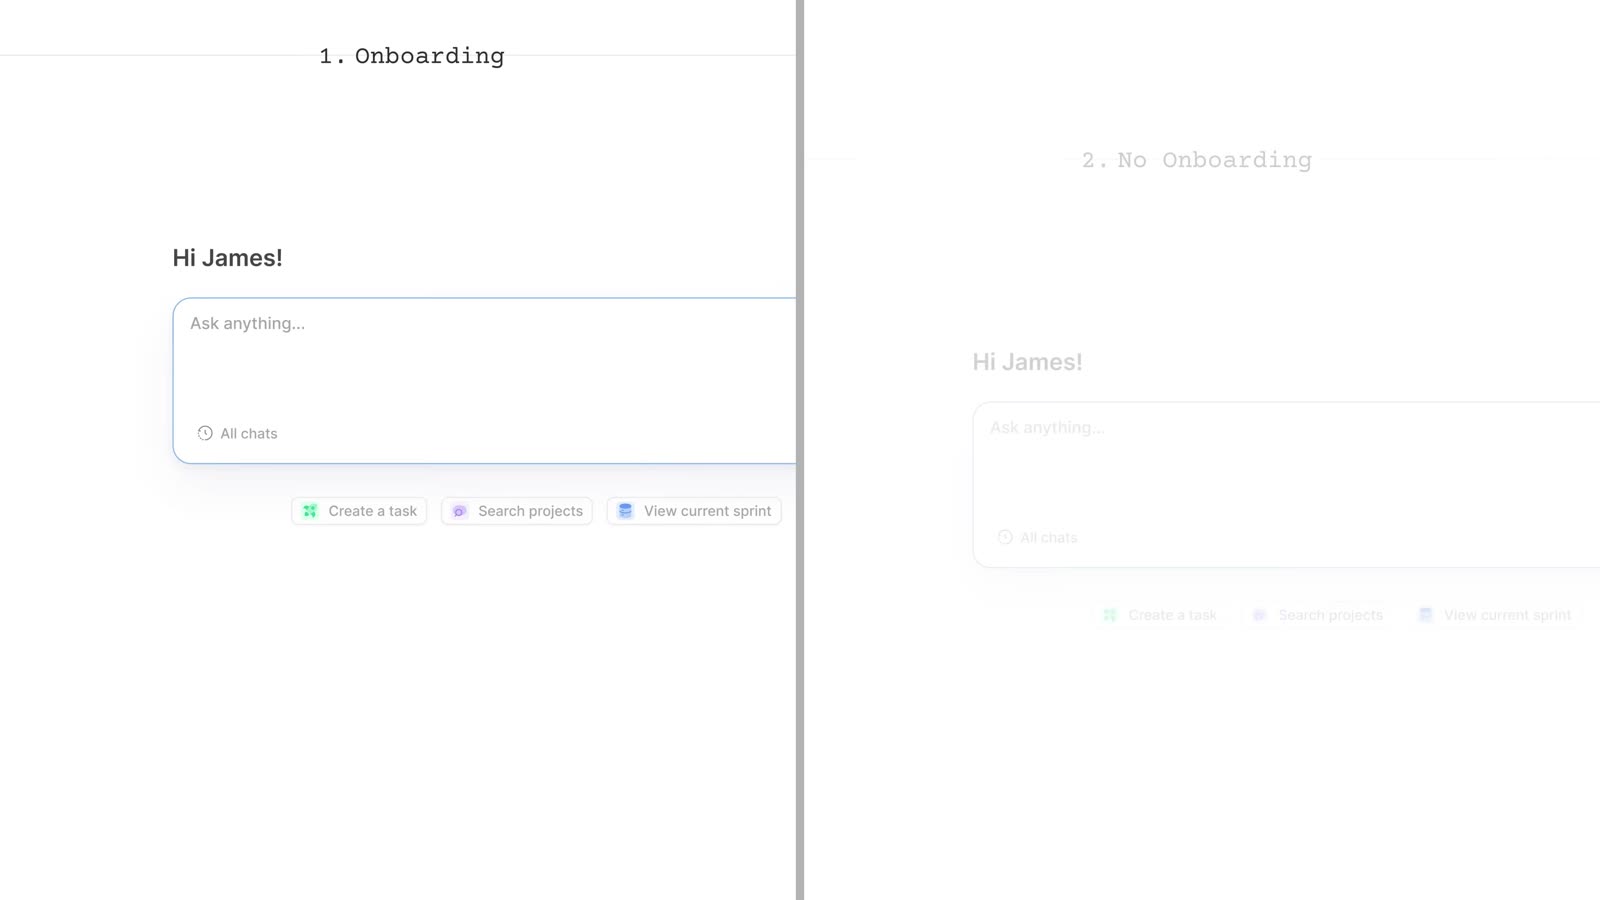 1. Onboarding
Hi James!
Ask anything...
All chats
Create a task
Search projects
View current sprint
2. No Onboarding
Hi James!
Ask anything...
All chats
Create a task
Search projects
View current sprint